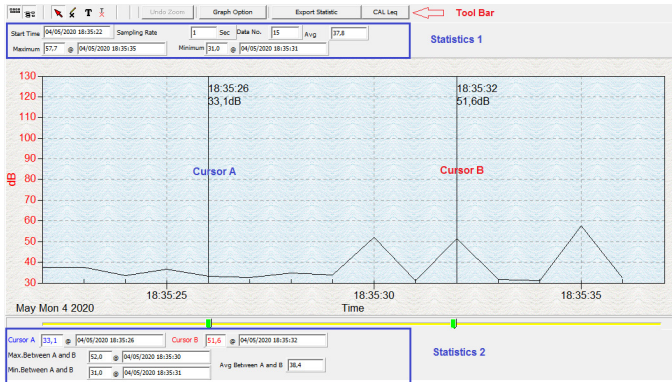 Undo Zoom Graph Option Export Statistic CAL Leq Tool Bar
Start Time 04/05/2020 18:35:22 Sampling Rate 1 Sec Data No. 15 Avg 37,8
Statistics 1
Maximum 57,7 @ 04/05/2020 18:35:35 Minimum 31,0 @ 04/05/2020 18:35:31
130
120
110
100
90
80
70
60
50
40
30
dB
18:35:26
33,1dB
18:35:32
51,6dB
Cursor A
Cursor B
18:35:25 18:35:30 18:35:35
May Mon 4 2020 Time
Cursor A 33,1 @ 04/05/2020 18:35:26 Cursor B 51,6 @ 04/05/2020 18:35:32
Max.Between A and B 52,0 @ 04/05/2020 18:35:30
Statistics 2
Avg Between A and B 38,4
Min.Between A and B 31,0 @ 04/05/2020 18:35:31